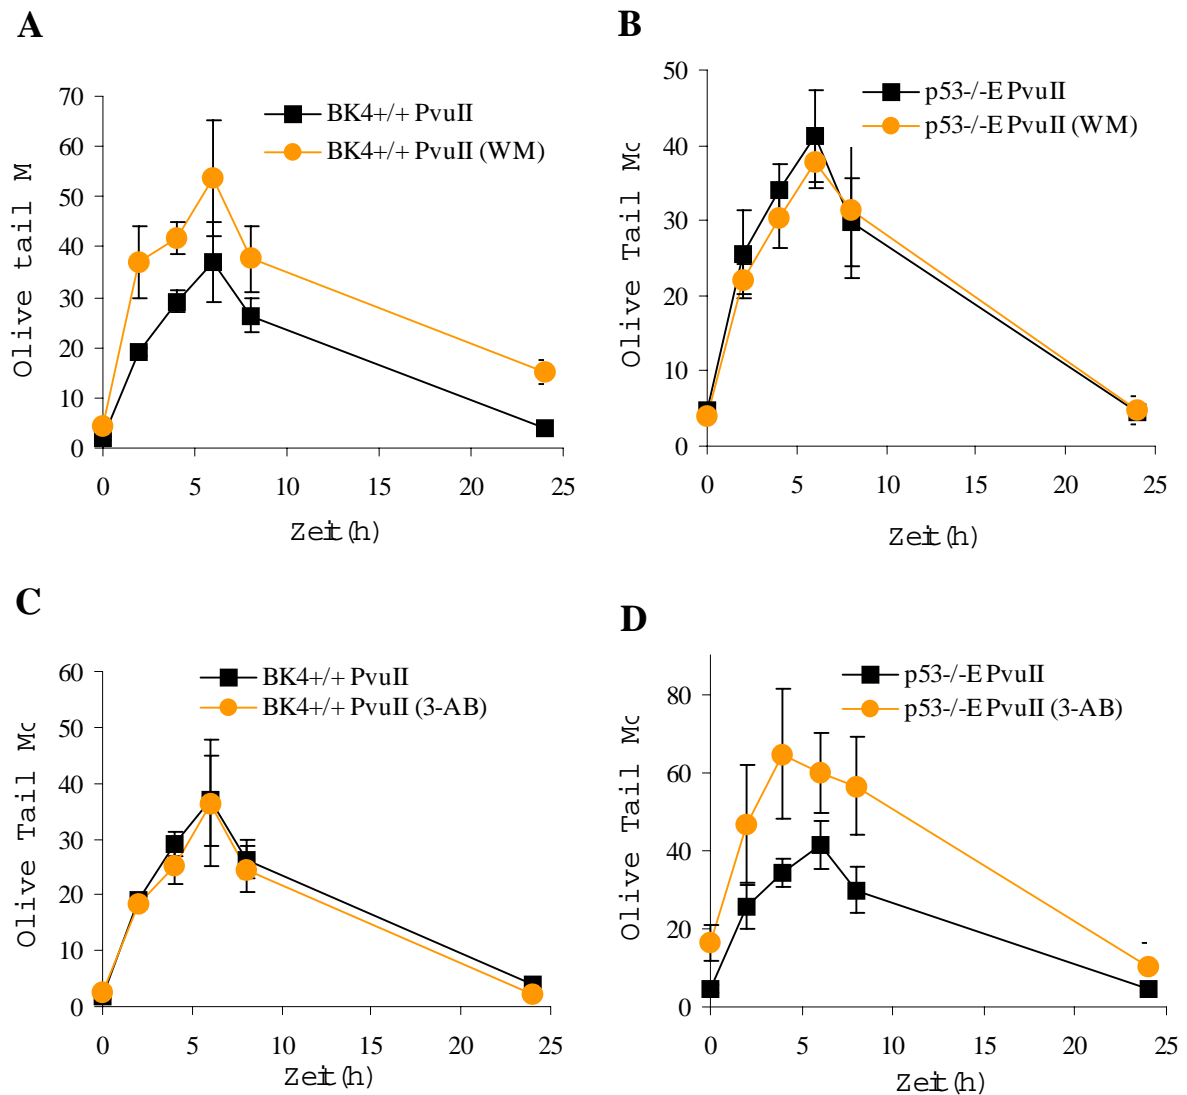 A
70
60
50
40
30
20
10
0
0 5 10 15 20 25
Olive tail M
Zeit (h)
BK4+/+ PvuII
BK4+/+ PvuII (WM)
B
50
40
30
20
10
0
0 5 10 15 20 25
Olive Tail Mo
Zeit (h)
p53-/-E PvuII
p53-/-E PvuII (WM)
C
60
50
40
30
20
10
0
0 5 10 15 20 25
Olive Tail Mo
Zeit (h)
BK4+/+ PvuII
BK4+/+ PvuII (3-AB)
D
80
60
40
20
0
0 5 10 15 20 25
Olive Tail Mo
Zeit (h)
p53-/-E PvuII
p53-/-E PvuII (3-AB)